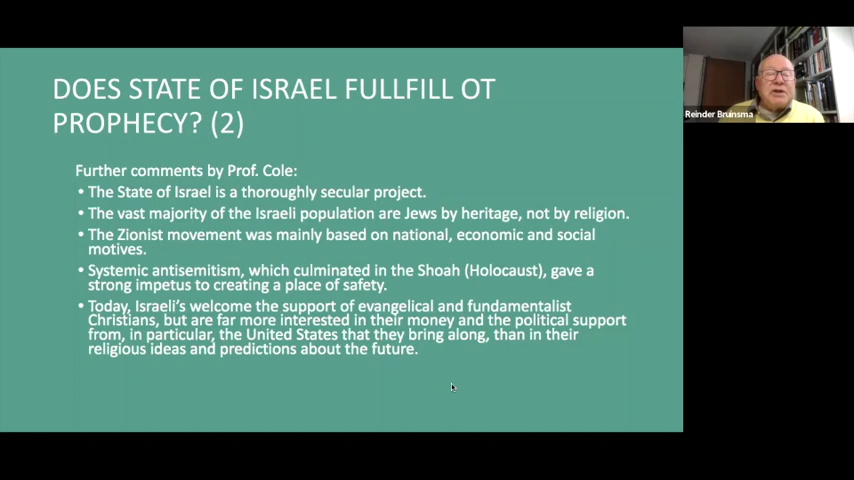 DOES STATE OF ISRAEL FULLFILL OT
PROPHECY? (2)
Further comments by Prof. Cole:
• The State of Israel is a thoroughly secular project.
• The vast majority of the Israeli population are Jews by heritage, not by religion.
• The Zionist movement was mainly based on national, economic and social
motives.
• Systemic antisemitism, which culminated in the Shoah (Holocaust), gave a
strong impetus to creating a place of safety.
• Today, Israeli's welcome the support of evangelical and fundamentalist
Christians, but are far more interested in their money and the political support
from, in particular, the United States that they bring along, than in their
religious ideas and predictions about the future.
Reinder Bruinsma